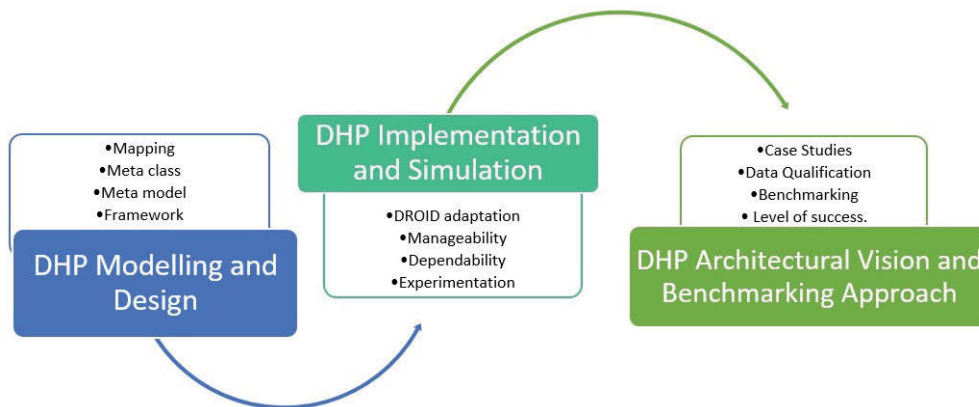 •Mapping
•Meta class
•Meta model
•Framework
DHP Modelling and
Design
DHP Implementation
and Simulation
•DROID adaptation
•Manageability
•Dependability
•Experimentation
•Case Studies
•Data Qualification
•Benchmarking
• Level of success.
DHP Architectural Vision and
Benchmarking Approach